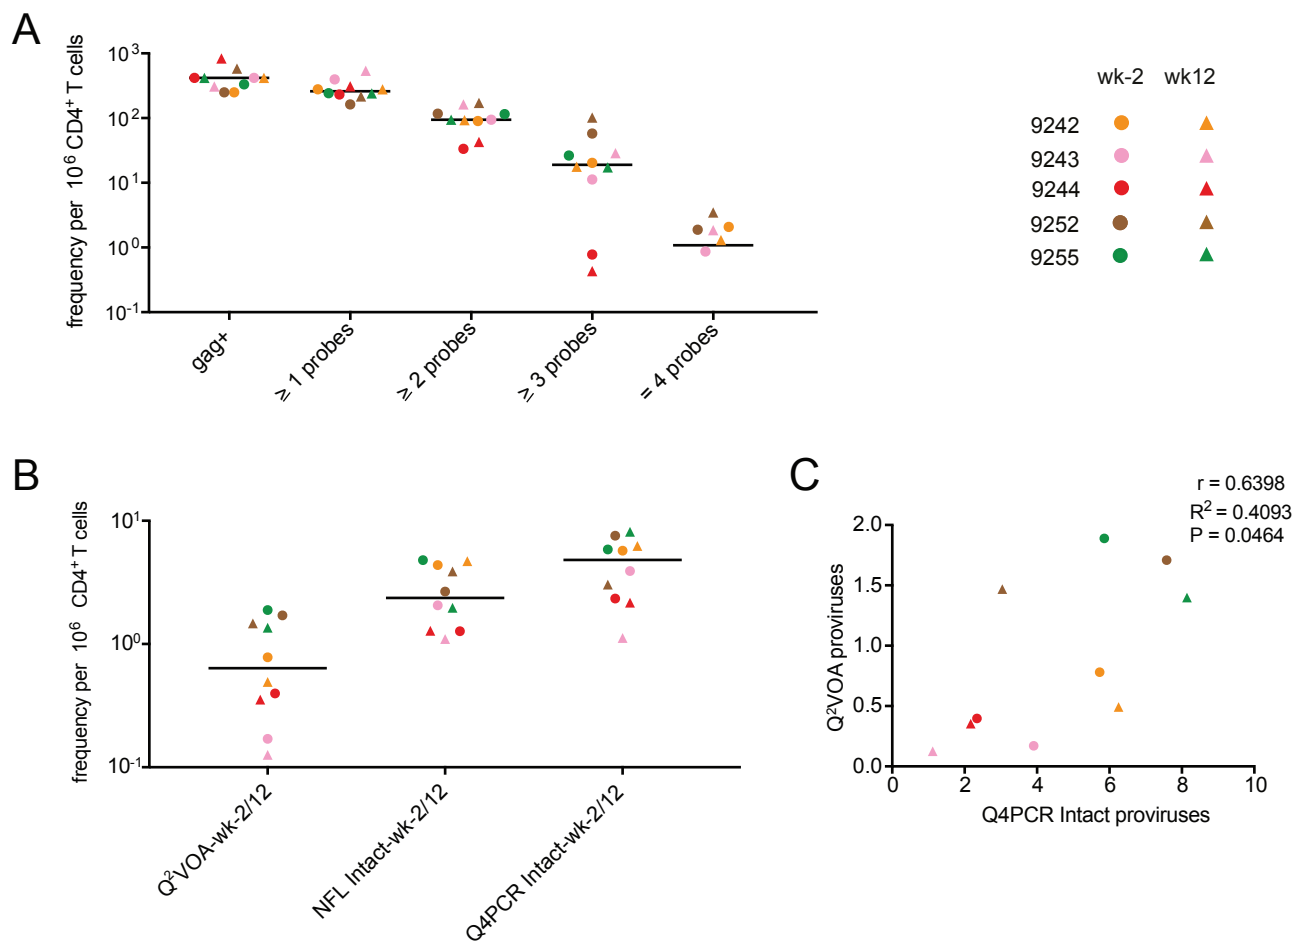 A
frequency per 10⁶ CD4⁺ T cells
10³
10²
10¹
10⁰
10⁻¹
gag+
≥ 1 probes
≥ 2 probes
≥ 3 probes
= 4 probes
wk-2 wk12
9242
9243
9244
9252
9255
B
frequency per 10⁶ CD4⁺ T cells
10¹
10⁰
10⁻¹
Q²VOA-wk-2/12
NFL Intact-wk-2/12
Q4PCR Intact-wk-2/12
C
r = 0.6398
R² = 0.4093
P = 0.0464
Q²VOA proviruses
2.0
1.5
1.0
0.5
0.0
0 2 4 6 8 10
Q4PCR Intact proviruses